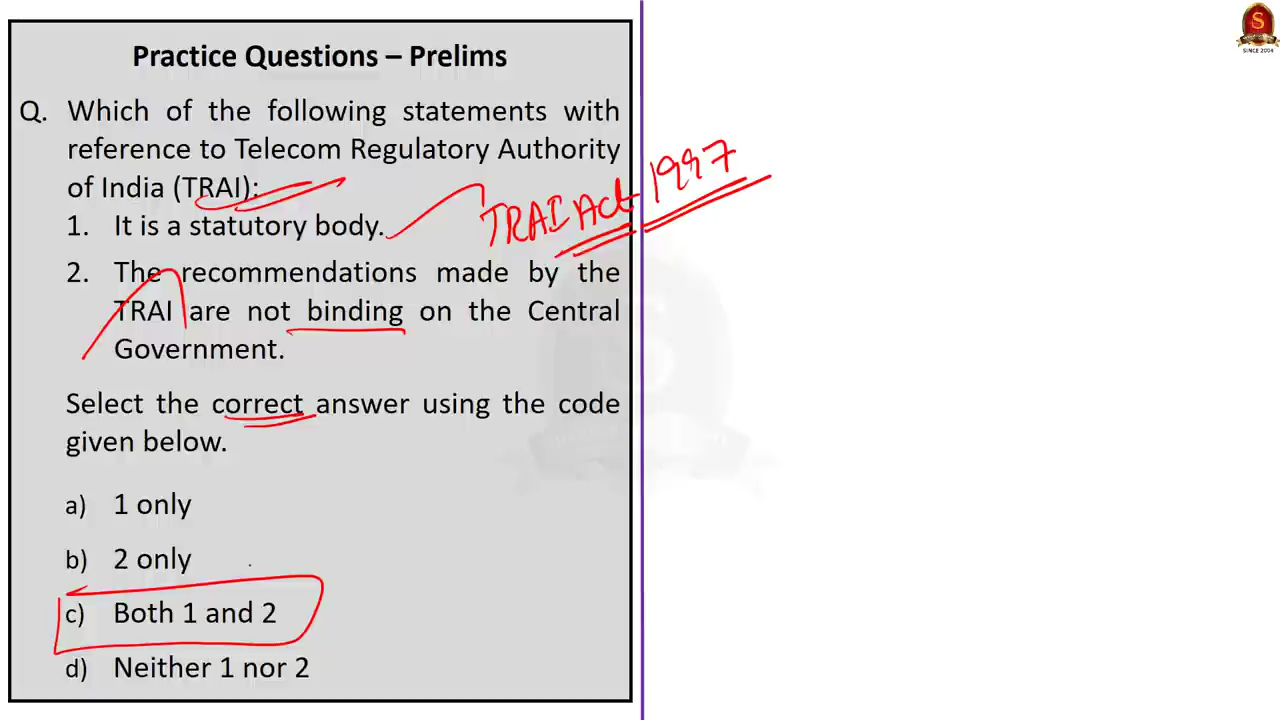 S
SINCE 2004
Practice Questions – Prelims
Q. Which of the following statements with
reference to Telecom Regulatory Authority
of India (TRAI):
1. It is a statutory body.
TRAI Act 1997
2. The recommendations made by the
TRAI are not binding on the Central
Government.
Select the correct answer using the code
given below.
a) 1 only
b) 2 only
c) Both 1 and 2
d) Neither 1 nor 2